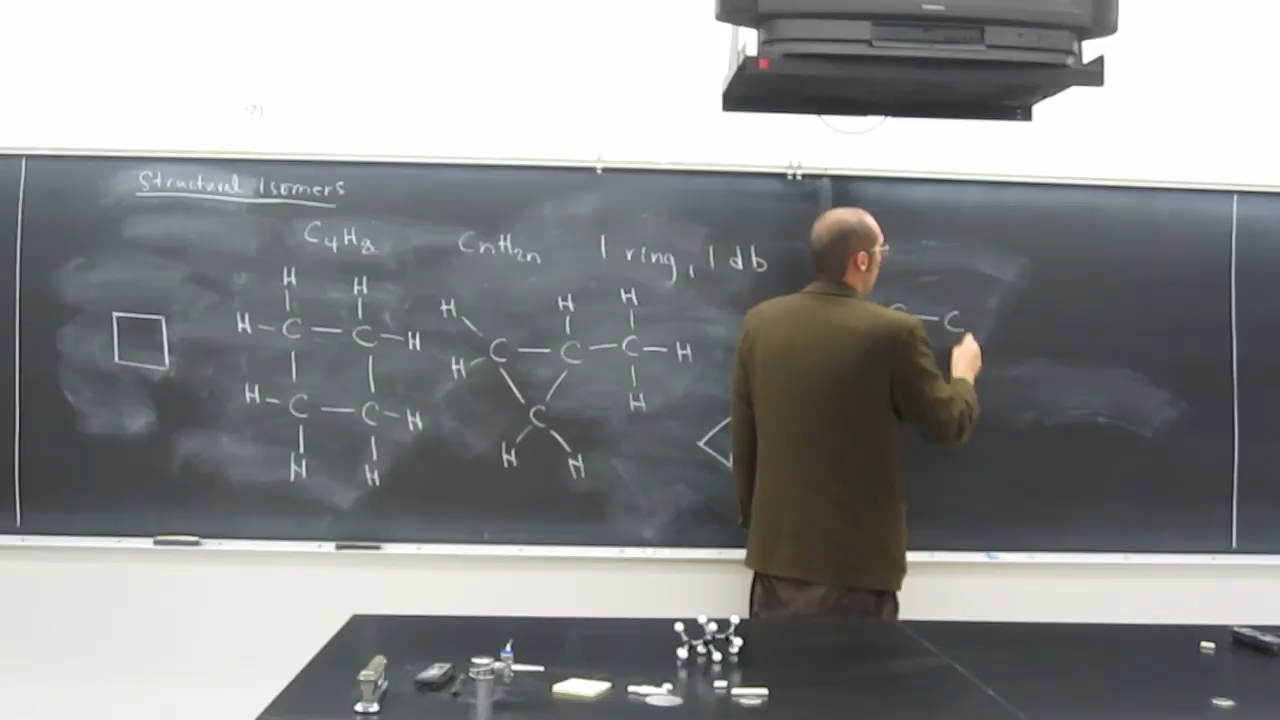 Structural Isomers
C4H8 CnH2n 1 ring, 1 db
H H H H H
H - C - C - H C - C - C - H C - C
H H
H - C - C - H C
H H H H